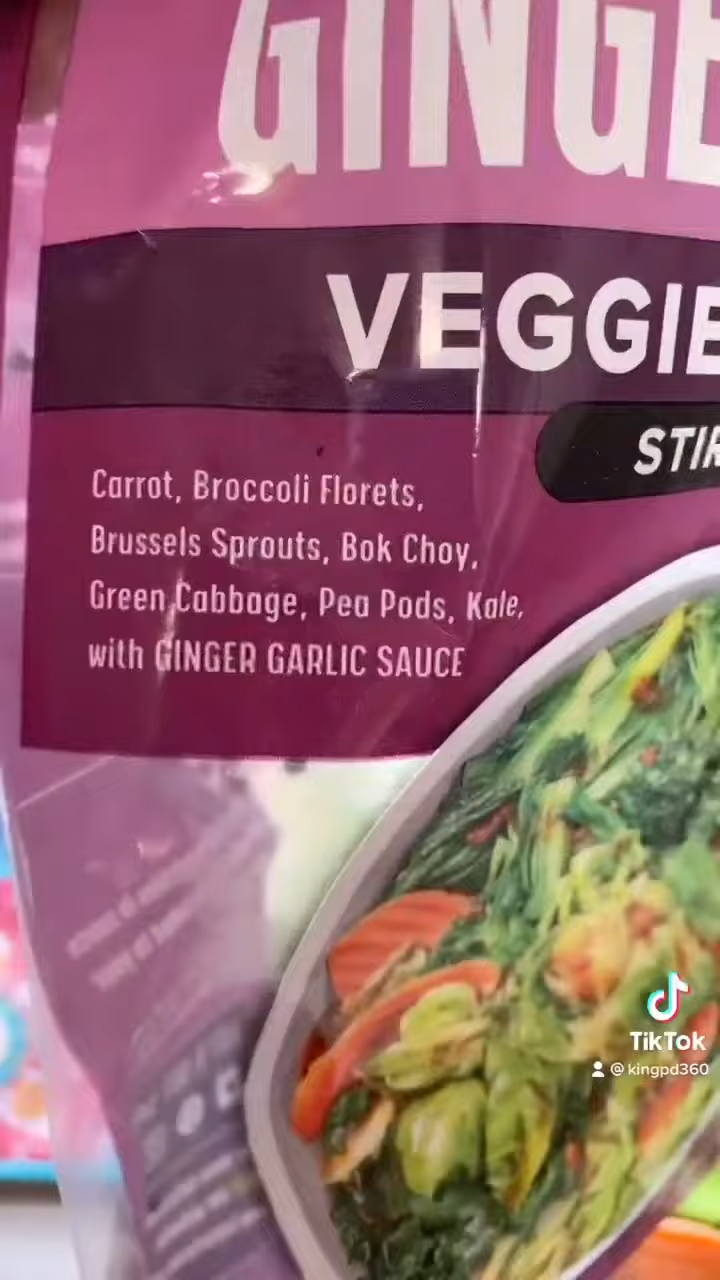 GINGE
VEGGIE
STIR
Carrot, Broccoli Florets,
Brussels Sprouts, Bok Choy,
Green Cabbage, Pea Pods, Kale,
with GINGER GARLIC SAUCE
TikTok
@ kingpd360